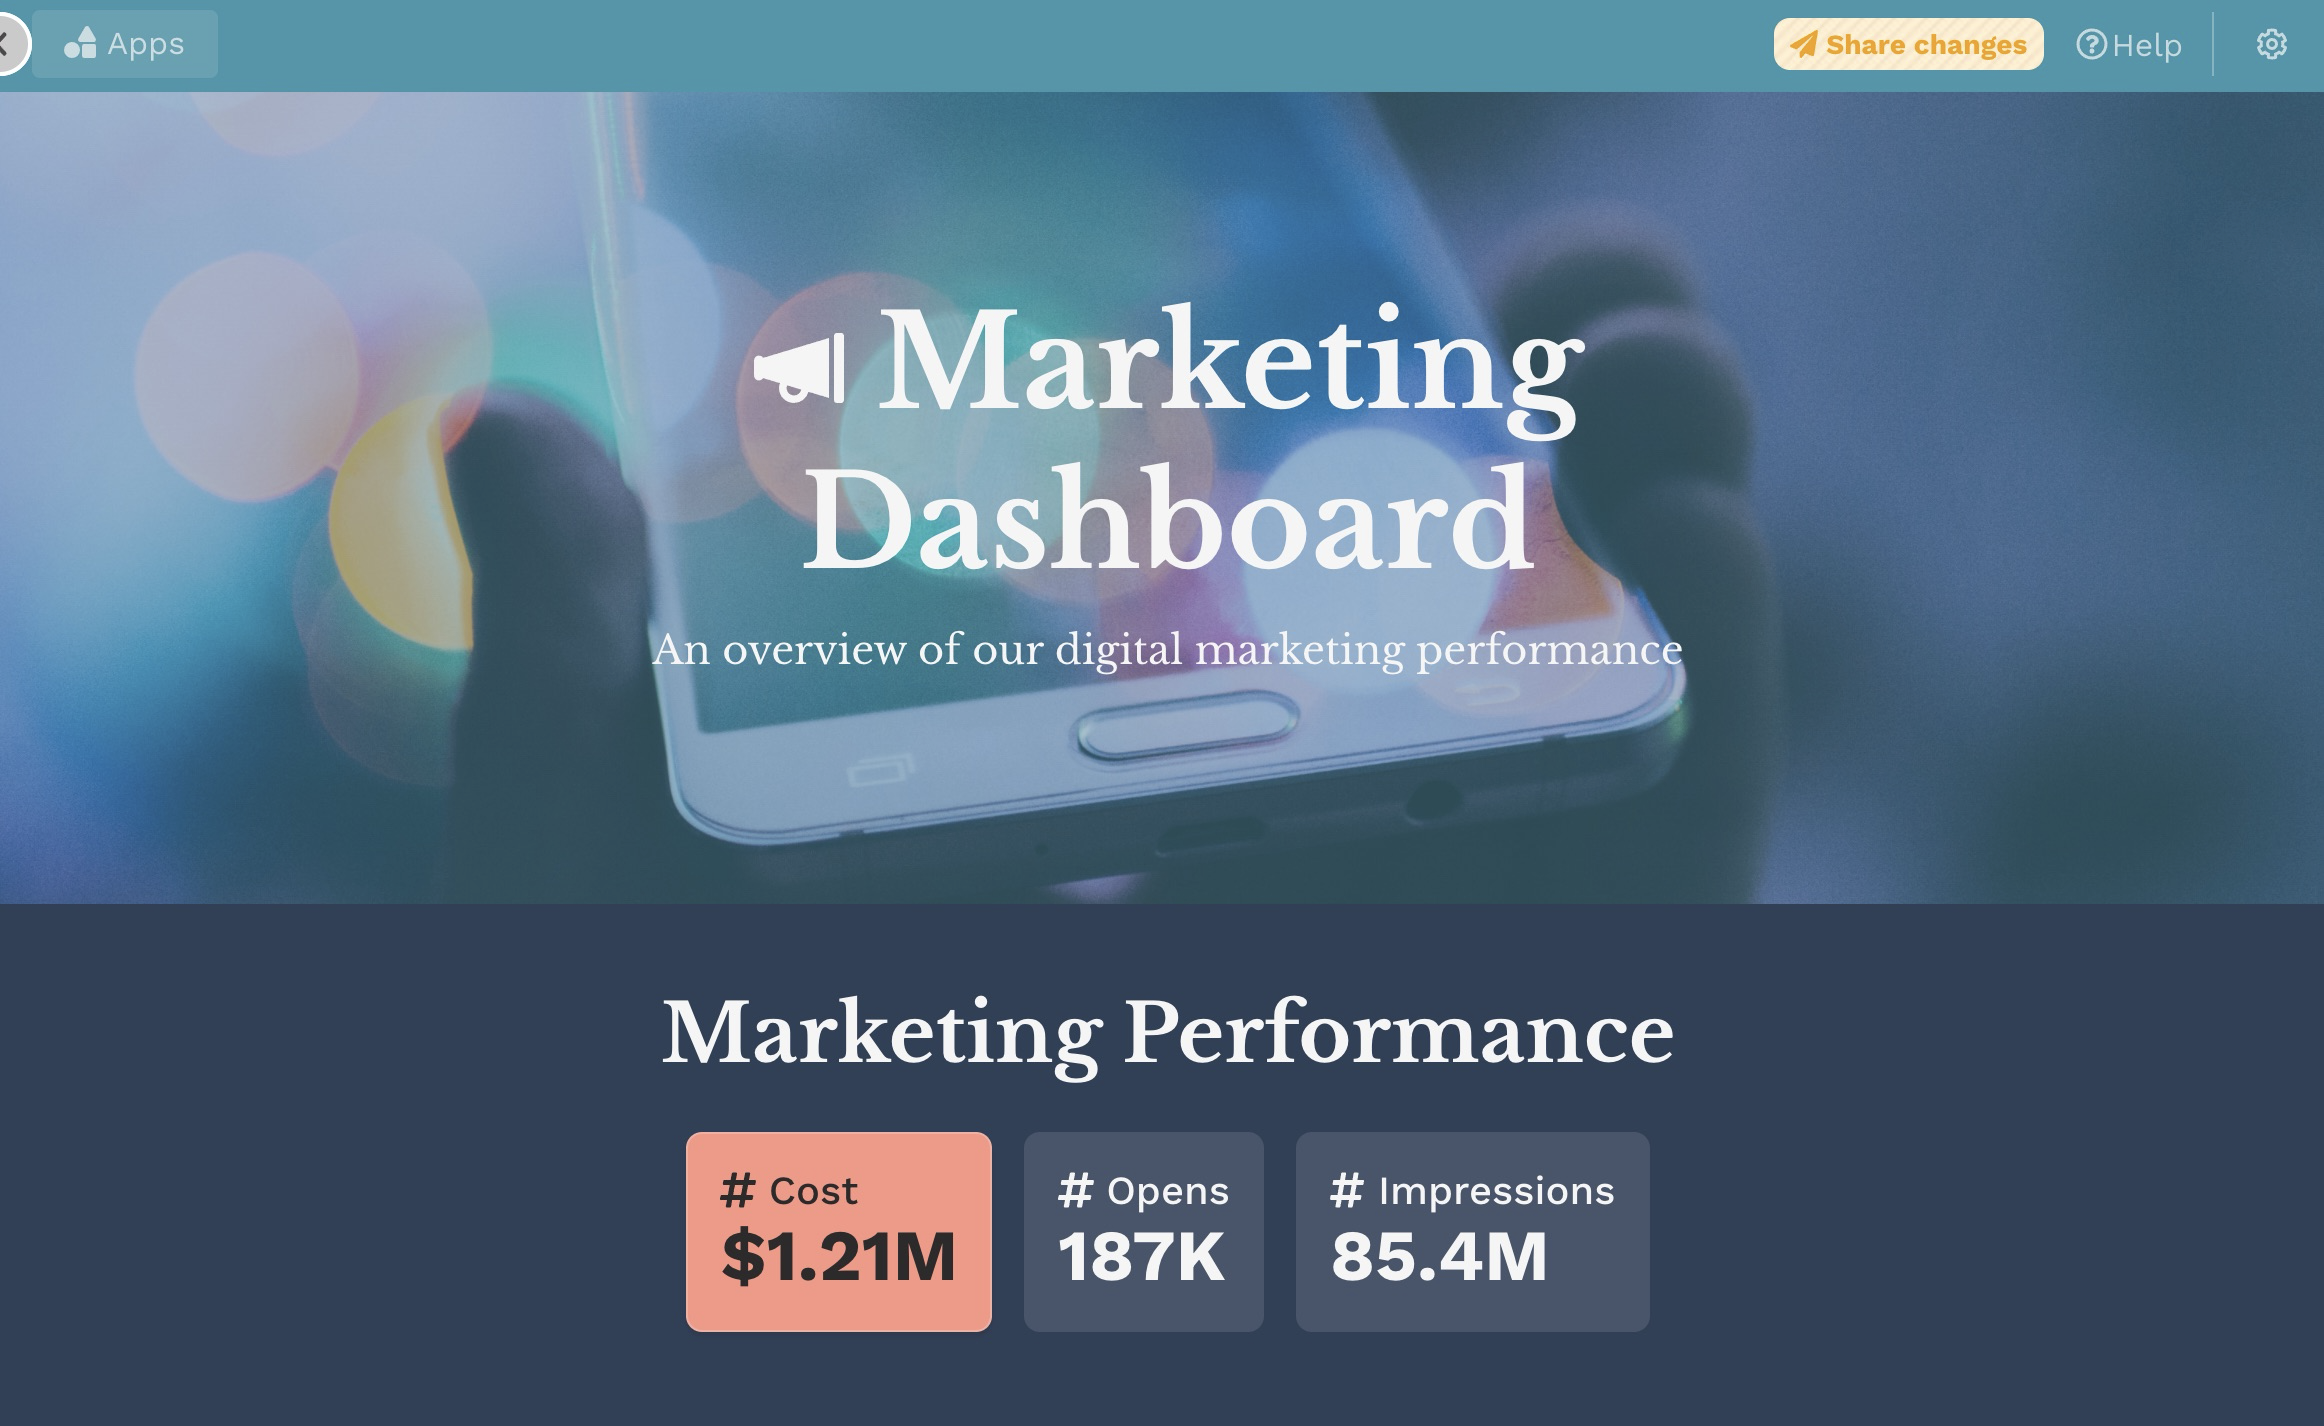 Apps
Share changes
Help
Marketing
Dashboard
An overview of our digital marketing performance
Marketing Performance
# Cost
$1.21M
# Opens
187K
# Impressions
85.4M